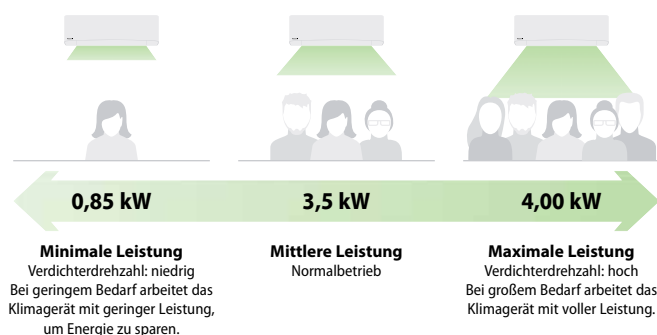 0,85 kW
3,5 kW
4,00 kW
Minimale Leistung
Verdichterdrehzahl: niedrig
Bei geringem Bedarf arbeitet das
Klimagerät mit geringer Leistung,
um Energie zu sparen.
Mittlere Leistung
Normalbetrieb
Maximale Leistung
Verdichterdrehzahl: hoch
Bei großem Bedarf arbeitet das
Klimagerät mit voller Leistung.